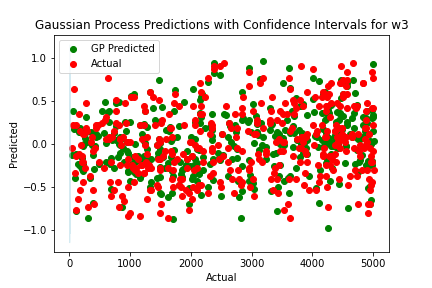 Gaussian Process Predictions with Confidence Intervals for w3
GP Predicted
Actual
1.0
0.5
0.0
−0.5
−1.0
Predicted
0 1000 2000 3000 4000 5000
Actual